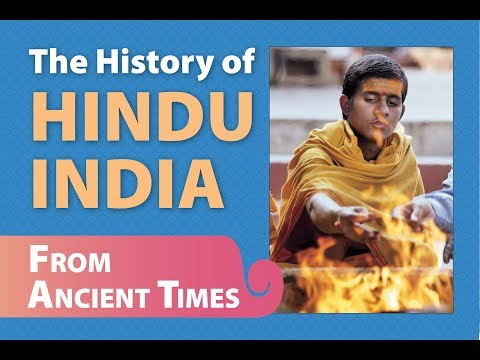 The History of
HINDU
INDIA
FROM
ANCIENT TIMES